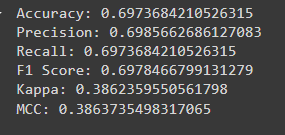 Accuracy: 0.6973684210526315
Precision: 0.6985662686127083
Recall: 0.6973684210526315
F1 Score: 0.6978466799131279
Kappa: 0.3862359550561798
MCC: 0.3863735498317065